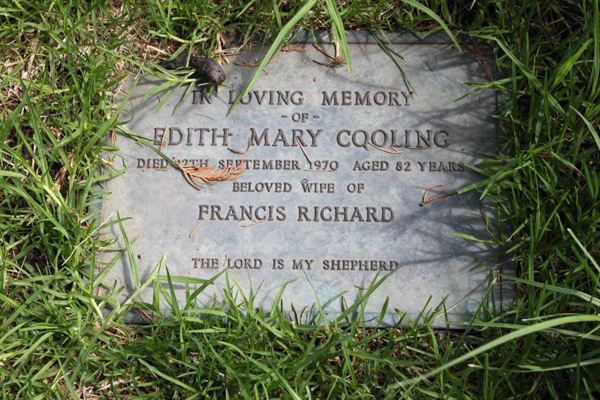 IN LOVING MEMORY
-OF-
EDITH MARY COOLING
DIED 12TH SEPTEMBER 1970 AGED 82 YEARS
BELOVED WIFE OF
FRANCIS RICHARD
THE LORD IS MY SHEPHERD